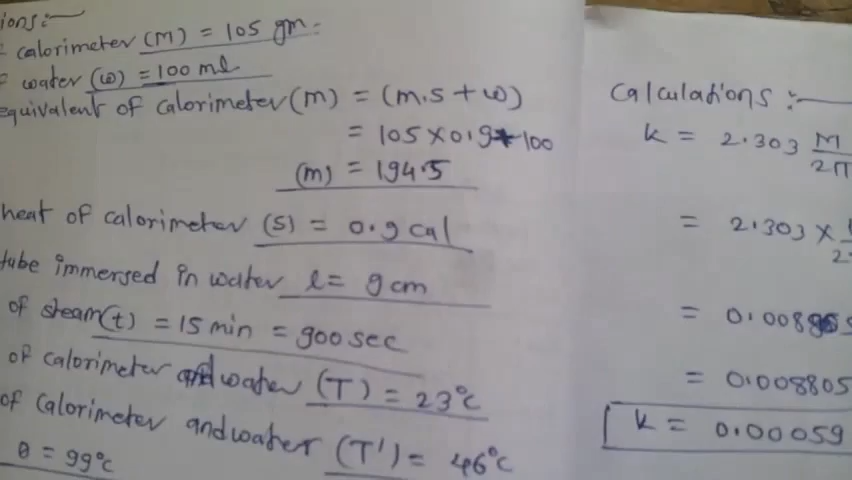 ions:-
calorimeter (M) = 105 gm.
water (w) = 100 ml
equivalent of calorimeter (m) = (m.s + w)
= 105 × 0.9 + 100
(m) = 194.5
heat of calorimeter (s) = 0.9 cal
tube immersed in water l = 9 cm
of steam (t) = 15 min = 900 sec
of calorimeter and water (T) = 23°c
of calorimeter and water (T') = 46°c
θ = 99°c
Calculations :-
K = 2.303 M
= 2.303 ×
= 0.008805
K = 0.00059